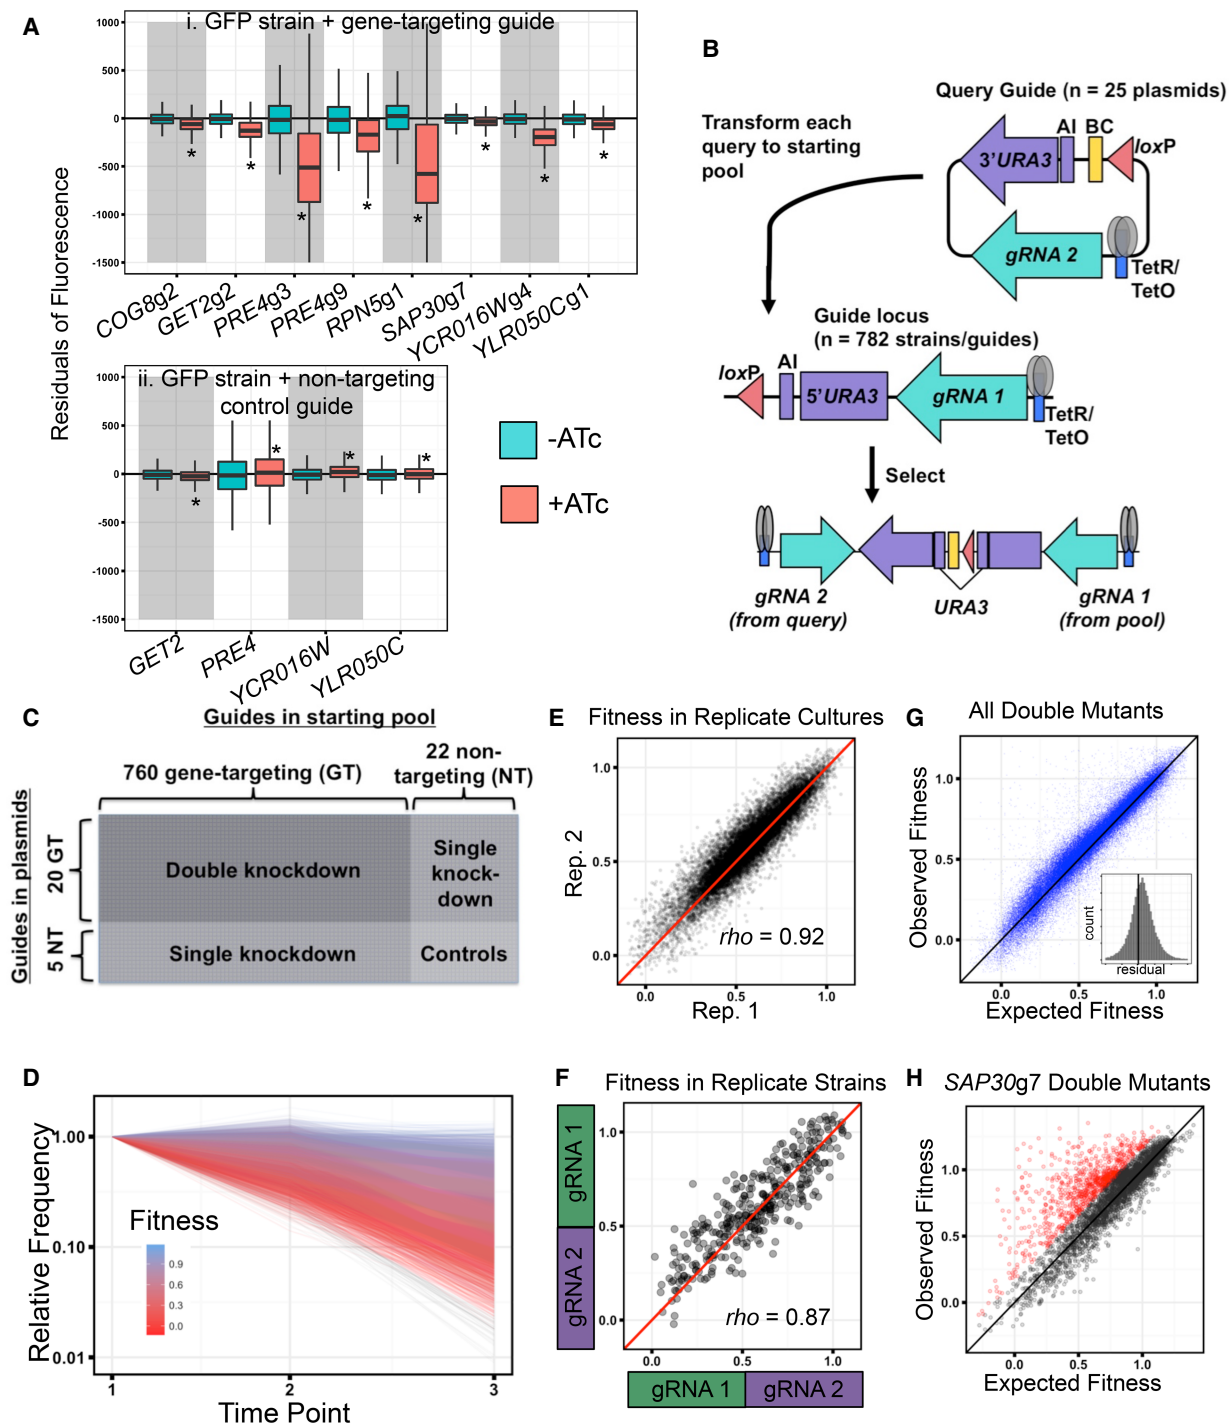 A
i. GFP strain + gene-targeting guide
Residuals of Fluorescence
1000
500
0
-500
-1000
-1500
*
*
*
*
*
*
*
*
COG8g2
GET2g2
PRE4g3
PRE4g9
RPN5g1
SAP30g7
YCR016Wg4
YLR050Cg1
ii. GFP strain + non-targeting
control guide
1000
500
0
-500
-1000
-1500
*
*
*
*
GET2
PRE4
YCR016W
YLR050C
-ATc
+ATc
B
Query Guide (n = 25 plasmids)
Transform each
query to starting
pool
3'URA3
AI
BC
loxP
gRNA 2
TetR/
TetO
Guide locus
(n = 782 strains/guides)
loxP
AI
5'URA3
gRNA 1
TetR/
TetO
Select
gRNA 2
(from query)
URA3
gRNA 1
(from pool)
C
Guides in starting pool
760 gene-targeting (GT)
22 non-
targeting (NT)
Guides in plasmids
20 GT
5 NT
Double knockdown
Single
knock-
down
Single knockdown
Controls
D
Relative Frequency
1.00
0.10
0.01
Fitness
0.9
0.6
0.3
0.0
1
2
3
Time Point
E
Fitness in Replicate Cultures
Rep. 2
1.0
0.5
0.0
rho = 0.92
0.0
0.5
1.0
Rep. 1
F
Fitness in Replicate Strains
gRNA 1
gRNA 2
1.0
0.5
0.0
rho = 0.87
0.0
0.5
1.0
gRNA 1
gRNA 2
G
All Double Mutants
Observed Fitness
1.0
0.5
0.0
count
residual
0.0
0.5
1.0
Expected Fitness
H
SAP30g7 Double Mutants
Observed Fitness
1.0
0.5
0.0
0.0
0.5
1.0
Expected Fitness